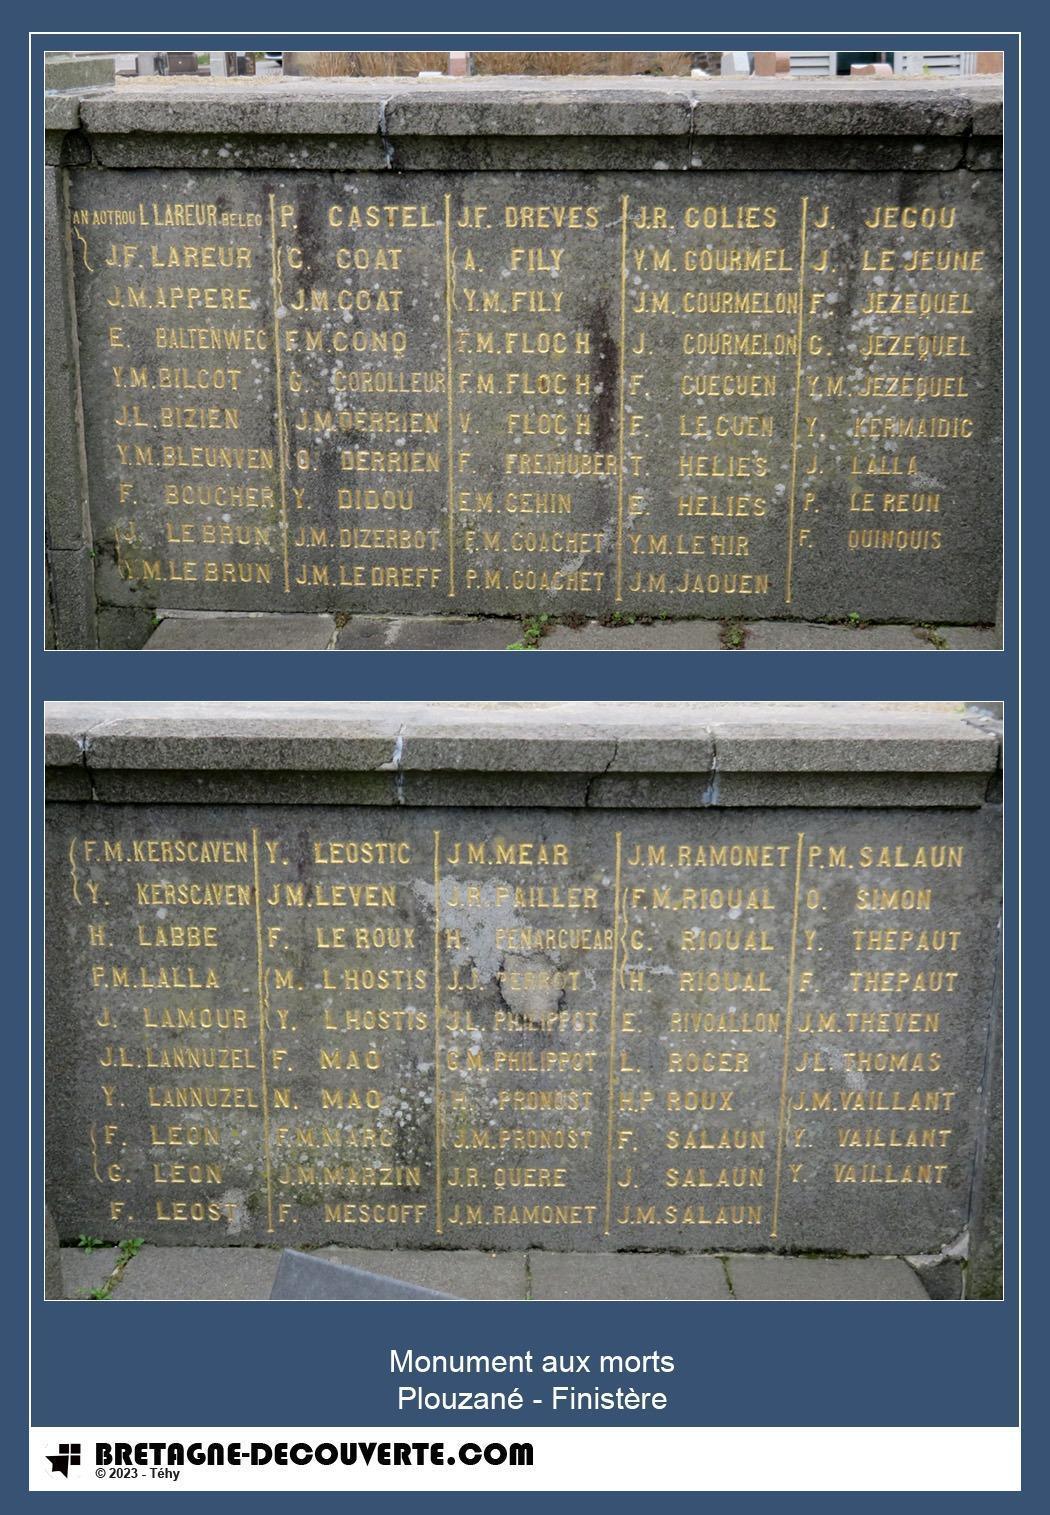 AN AOTROU L LAREUR BELEG
J.F. LAREUR
J.M. APPERE
E. BALTENWEC
Y.M. BILCOT
J.L. BIZIEN
Y.M. BLEUNVEN
F. BOUCHER
J. LE BRUN
Y.M. LE BRUN
P. CASTEL
G. COAT
J.M. COAT
F.M. CONQ
G. COROLLEUR
J.M. DERRIEN
O. DERRIEN
Y. DIDOU
J.M. DIZERBOT
J.M. LE DREFF
J.F. DREVES
A. FILY
Y.M. FILY
F.M. FLOCH
F.M. FLOCH
V. FLOCH
F. FREIHUBER
E.M. GEHIN
F.M. GOACHET
P.M. GOACHET
J.R. GOLIES
Y.M. GOURMEL
J.M. GOURMELON
J. GOURMELON
F. GUEGUEN
F. LE GUEN
T. HELIES
E. HELIES
Y.M. LE HIR
J.M. JAOUEN
J. JEGOU
J. LE JEUNE
F. JEZEQUEL
G. JEZEQUEL
Y.M. JEZEQUEL
Y. KERMAIDIC
J. LALLA
P. LE REUN
F. QUINQUIS
F.M. KERSCAVEN
Y. KERSCAVEN
H. LABBE
P.M. LALLA
J. LAMOUR
J.L. LANNUZEL
Y. LANNUZEL
F. LEON
G. LEON
F. LEOST
Y. LEOSTIC
J.M. LEVEN
F. LE ROUX
M. L'HOSTIS
Y. L'HOSTIS
F. MAO
N. MAO
F.M. MARC
J.M. MARZIN
F. MESCOFF
J.M. MEAR
J.R. PAILLER
H. PENARGUEAR
J.J. PERROT
J.L. PHILIPPOT
G.M. PHILIPPOT
H. PRONOST
J.M. PRONOST
J.R. QUERE
J.M. RAMONET
J.M. RAMONET
F.M. RIOUAL
G. RIOUAL
H. RIOUAL
E. RIVOALLON
L. ROGER
H.P ROUX
F. SALAUN
J. SALAUN
J.M. SALAUN
P.M. SALAUN
O. SIMON
Y. THEPAUT
F. THEPAUT
J.M. THEVEN
J.L. THOMAS
J.M. VAILLANT
Y. VAILLANT
Y. VAILLANT
Monument aux morts
Plouzané - Finistère
BRETAGNE-DECOUVERTE.COM
© 2023 - Téhy